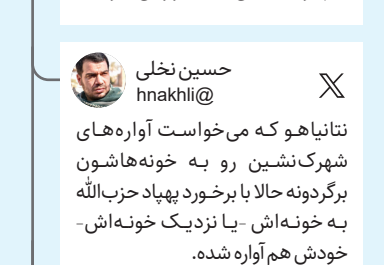 حسین نخلی
@hnakhli
نتانیاهو که می‌خواست آواره‌های
شهرک‌نشین رو به خونه‌هاشون
برگردونه حالا با برخورد پهپاد حزب‌الله
به خونه‌اش -یا نزدیک خونه‌اش-
خودش هم آواره شده.